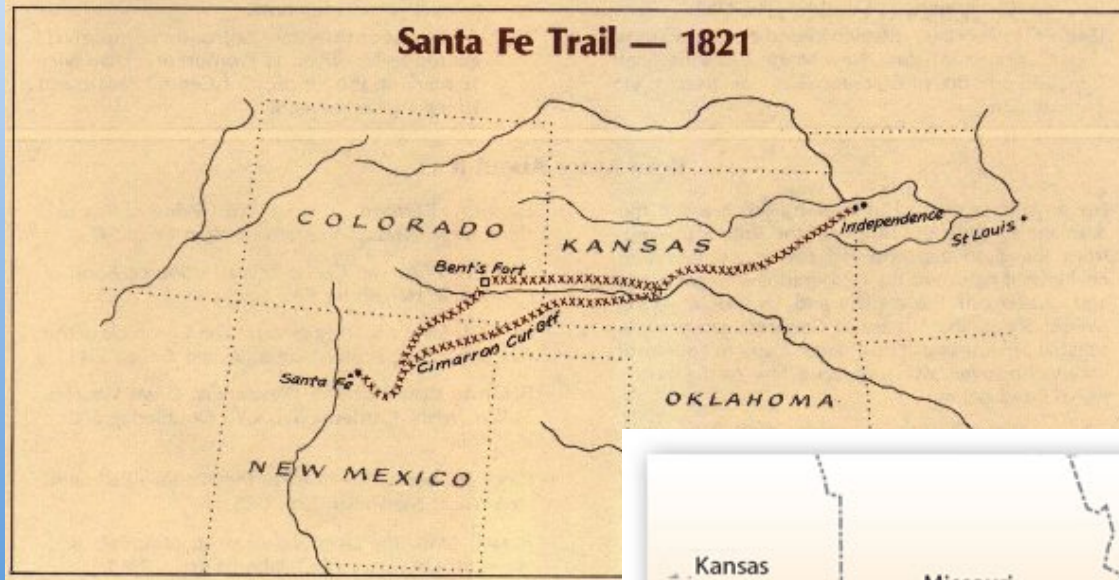 Santa Fe Trail — 1821
COLORADO
KANSAS
Independence
St Louis
Bent's Fort
Cimarron Cut Off
Santa Fe
OKLAHOMA
NEW MEXICO
Kansas